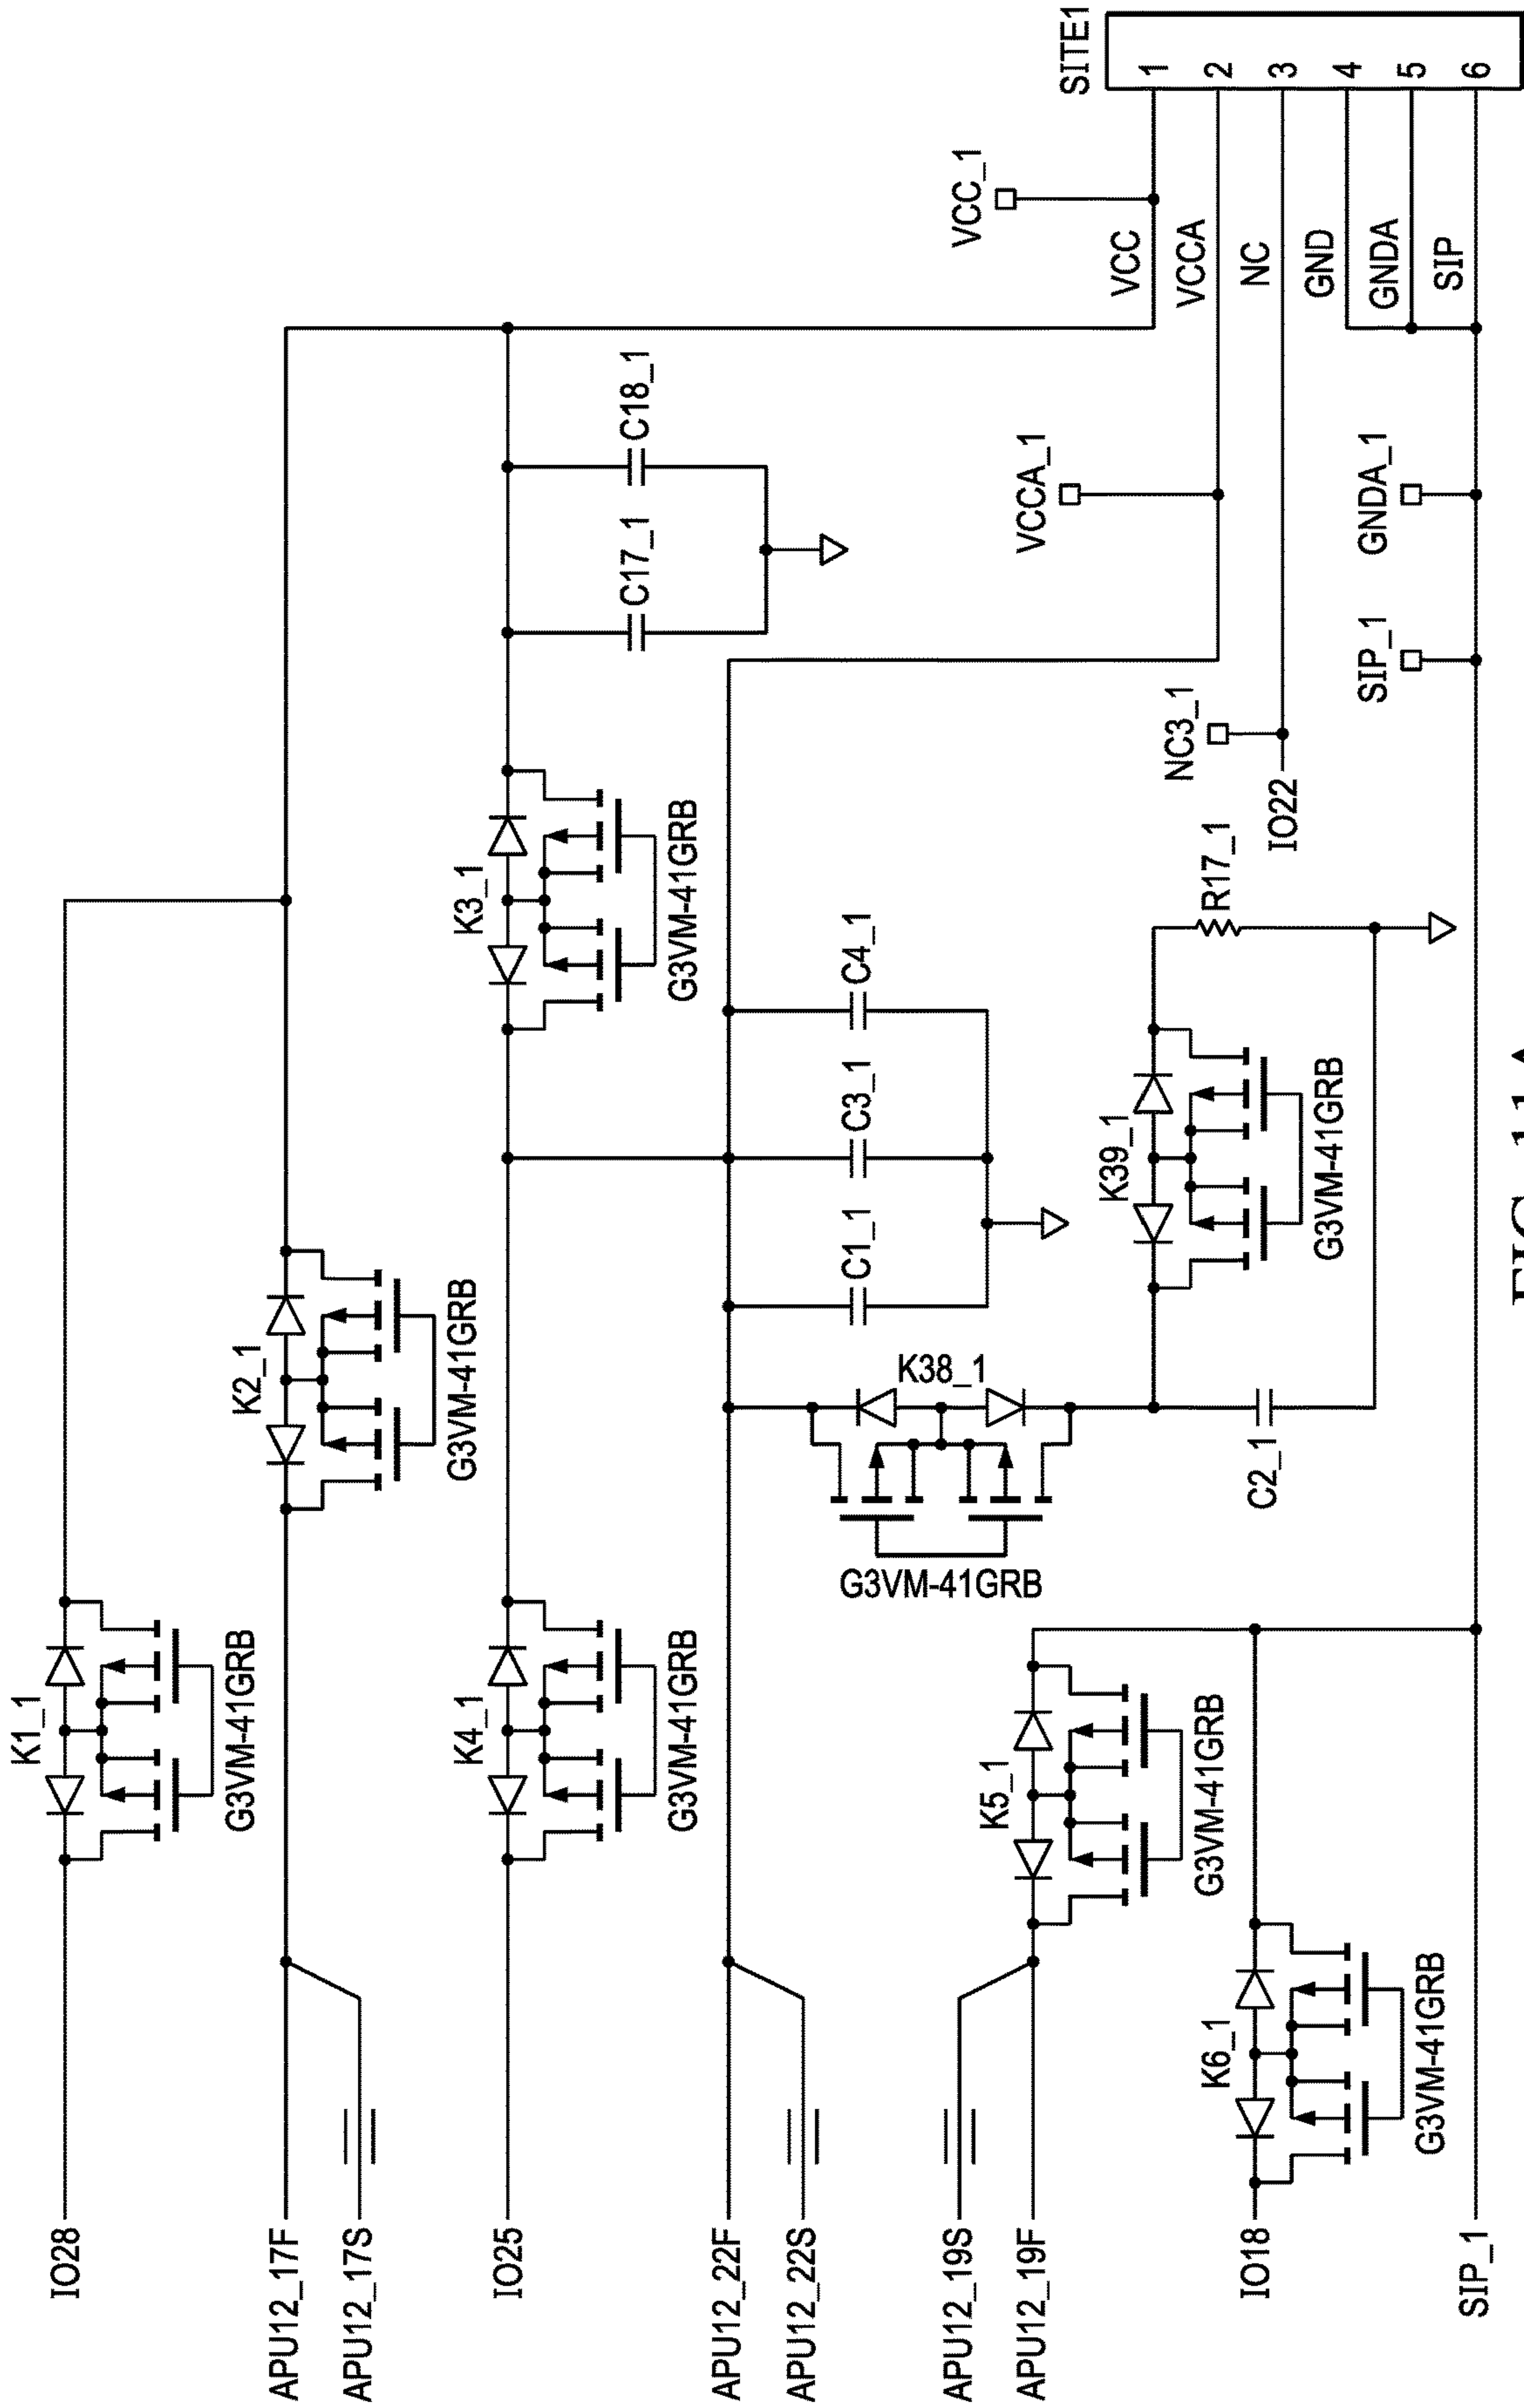 IO28
K1_1
G3VM-41GRB
APU12_17F
APU12_17S
K2_1
G3VM-41GRB
IO25
K4_1
G3VM-41GRB
K3_1
G3VM-41GRB
C17_1
C18_1
APU12_22F
APU12_22S
G3VM-41GRB
K38_1
C1_1
C3_1
C4_1
VCCA_1
VCC_1
SITE1
APU12_19S
APU12_19F
K5_1
G3VM-41GRB
C2_1
K39_1
G3VM-41GRB
R17_1
NC3_1
IO22
IO18
K6_1
G3VM-41GRB
SIP_1
SIP_1
GNDA_1
VCC
1
VCCA
2
NC
3
GND
4
GNDA
5
SIP
6